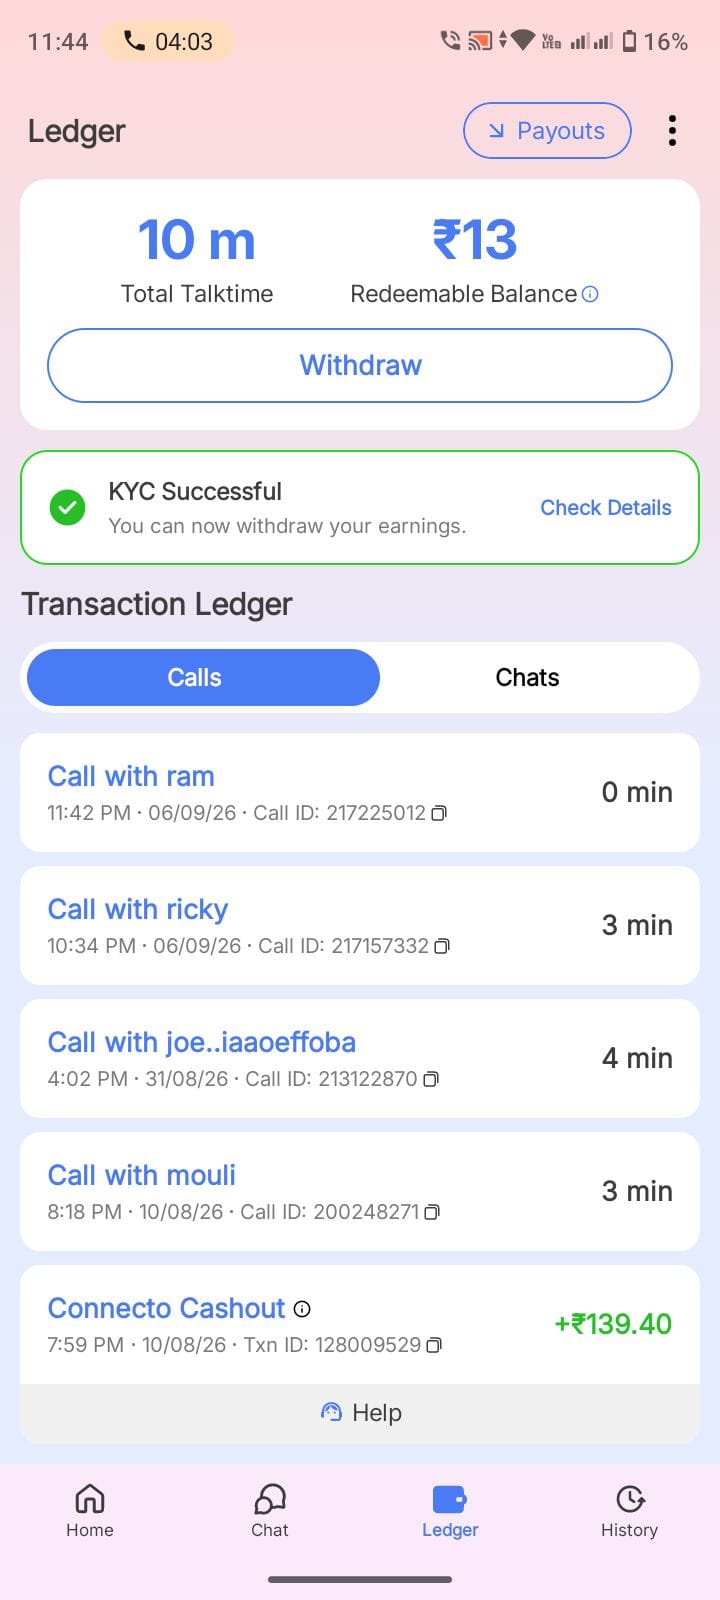 11:44 04:03 Vo LTE 16%
Ledger Payouts
10 m ₹13
Total Talktime Redeemable Balance
Withdraw
KYC Successful
You can now withdraw your earnings.
Check Details
Transaction Ledger
Calls Chats
Call with ram
11:42 PM · 06/09/26 · Call ID: 217225012
0 min
Call with ricky
10:34 PM · 06/09/26 · Call ID: 217157332
3 min
Call with joe..iaaoeffoba
4:02 PM · 31/08/26 · Call ID: 213122870
4 min
Call with mouli
8:18 PM · 10/08/26 · Call ID: 200248271
3 min
Connecto Cashout
7:59 PM · 10/08/26 · Txn ID: 128009529
+₹139.40
Help
Home Chat Ledger History